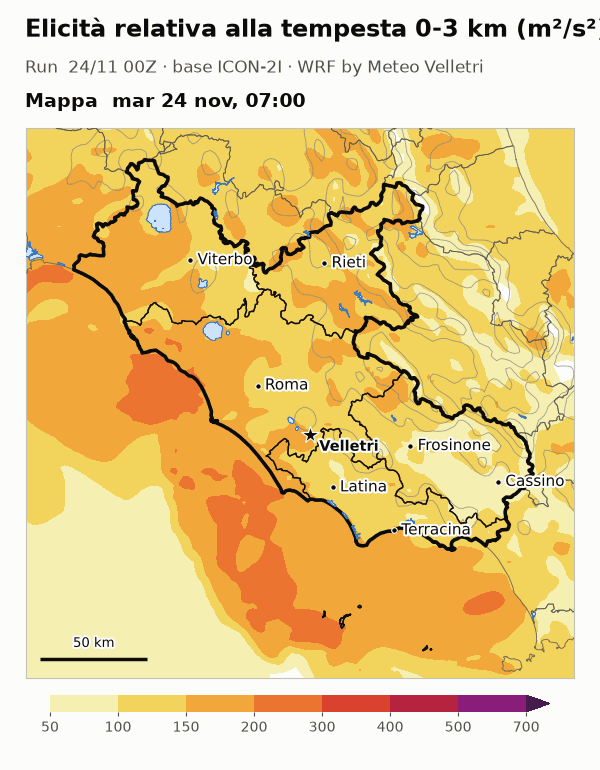 Elicità relativa alla tempesta 0-3 km (m²/s²)
Run 24/11 00Z · base ICON-2I · WRF by Meteo Velletri
Mappa mar 24 nov, 07:00
Viterbo
Rieti
Roma
Velletri
Frosinone
Cassino
Latina
Terracina
50 km
50 100 150 200 300 400 500 700